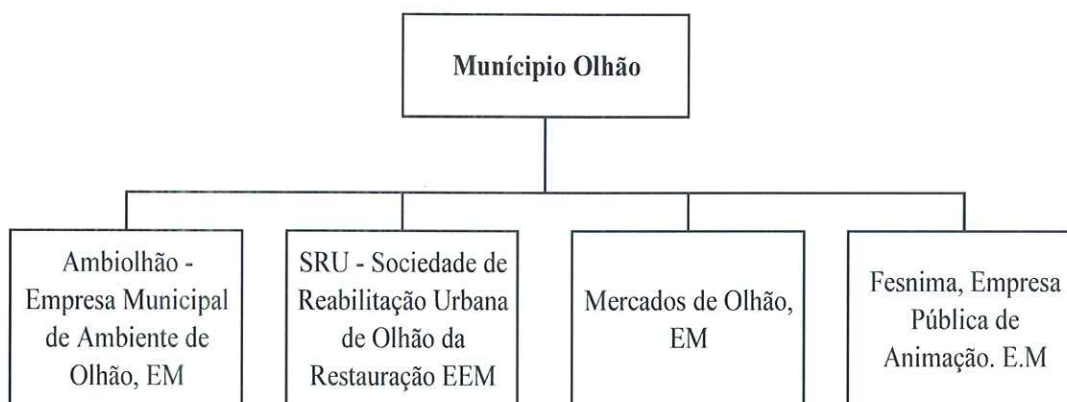 Munícipio Olhão
Ambiolhão -
Empresa Municipal
de Ambiente de
Olhão, EM
SRU - Sociedade de
Reabilitação Urbana
de Olhão da
Restauração EEM
Mercados de Olhão,
EM
Fesnima, Empresa
Pública de
Animação. E.M